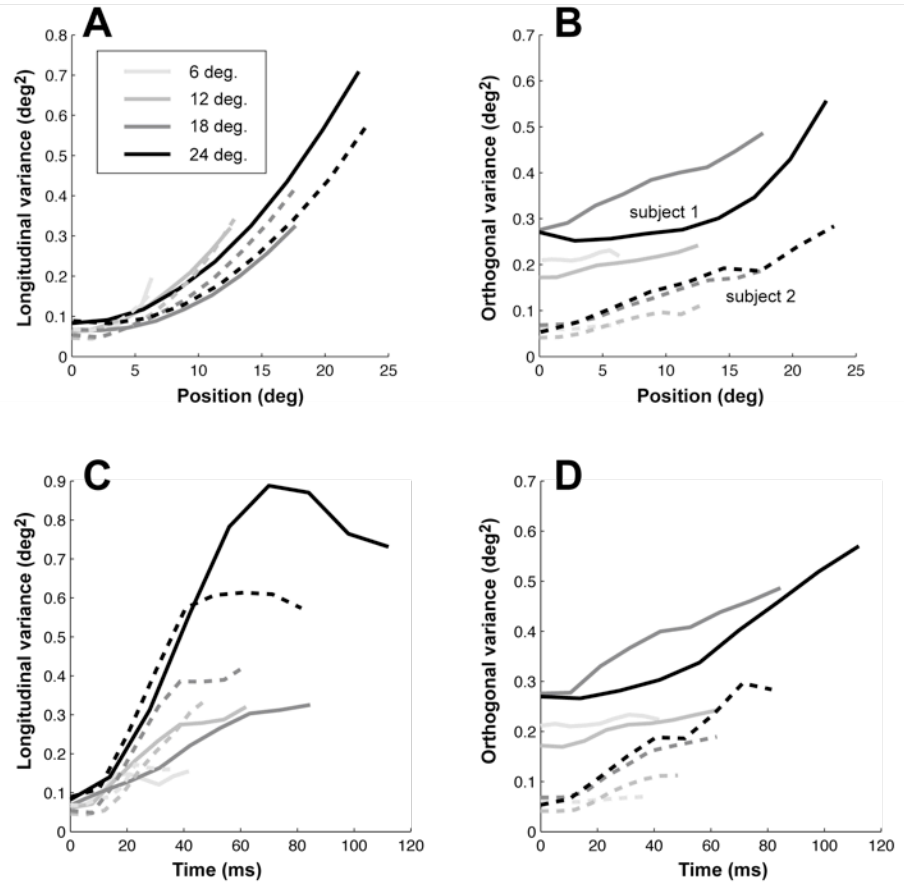 A
Longitudinal variance (deg²)
0.8
0.7
0.6
0.5
0.4
0.3
0.2
0.1
0
6 deg.
12 deg.
18 deg.
24 deg.
0 5 10 15 20 25
Position (deg)
B
Orthogonal variance (deg²)
0.7
0.6
0.5
0.4
0.3
0.2
0.1
0
subject 1
subject 2
0 5 10 15 20 25
Position (deg)
C
Longitudinal variance (deg²)
0.9
0.8
0.7
0.6
0.5
0.4
0.3
0.2
0.1
0
0 20 40 60 80 100 120
Time (ms)
D
Orthogonal variance (deg²)
0.7
0.6
0.5
0.4
0.3
0.2
0.1
0
0 20 40 60 80 100 120
Time (ms)